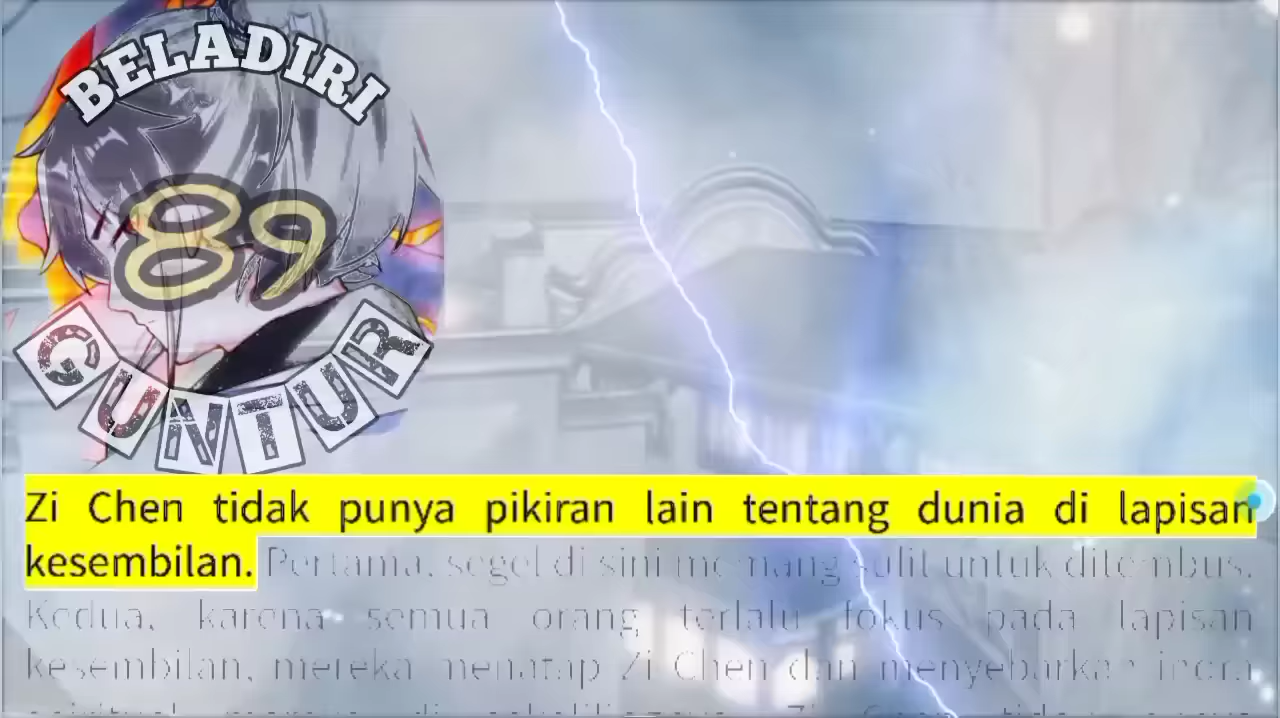 BELADIRI
89
GUNTUR
Zi Chen tidak punya pikiran lain tentang dunia di lapisan
kesembilan. Pertama, segel di sini memang sulit untuk ditembus.
Kedua, karena semua orang terlalu fokus pada lapisan
kesembilan, mereka menatap Zi Chen dan menyebarkan indra